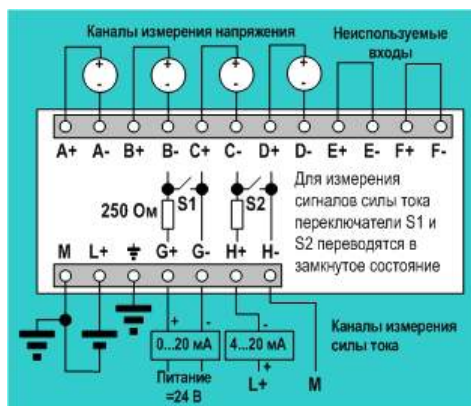 Каналы измерения напряжения
Неиспользуемые
входы
+ - + - + - + -
A+ A- B+ B- C+ C- D+ D- E+ E- F+ F-
Для измерения
сигналов силы тока
переключатели S1 и
S2 переводятся в
замкнутое состояние
250 Ом S1 S2
M L+ G+ G- H+ H-
+ - -
0...20 мА 4...20 мА
Каналы измерения
силы тока
Питание
=24 В
+
L+ M